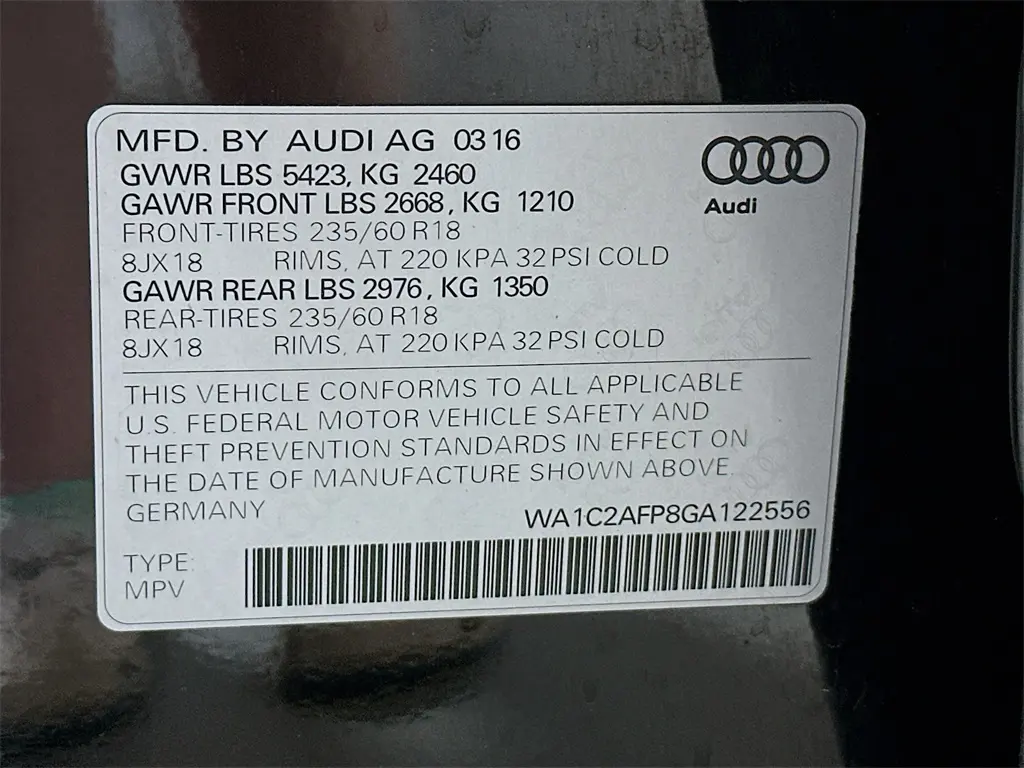 MFD. BY AUDI AG 0316
GVWR LBS 5423, KG 2460
GAWR FRONT LBS 2668, KG 1210
FRONT-TIRES 235/60 R18
8JX18 RIMS, AT 220 KPA 32 PSI COLD
GAWR REAR LBS 2976, KG 1350
REAR-TIRES 235/60 R18
8JX18 RIMS, AT 220 KPA 32 PSI COLD
Audi
THIS VEHICLE CONFORMS TO ALL APPLICABLE
U.S. FEDERAL MOTOR VEHICLE SAFETY AND
THEFT PREVENTION STANDARDS IN EFFECT ON
THE DATE OF MANUFACTURE SHOWN ABOVE.
GERMANY
WA1C2AFP8GA122556
TYPE:
MPV